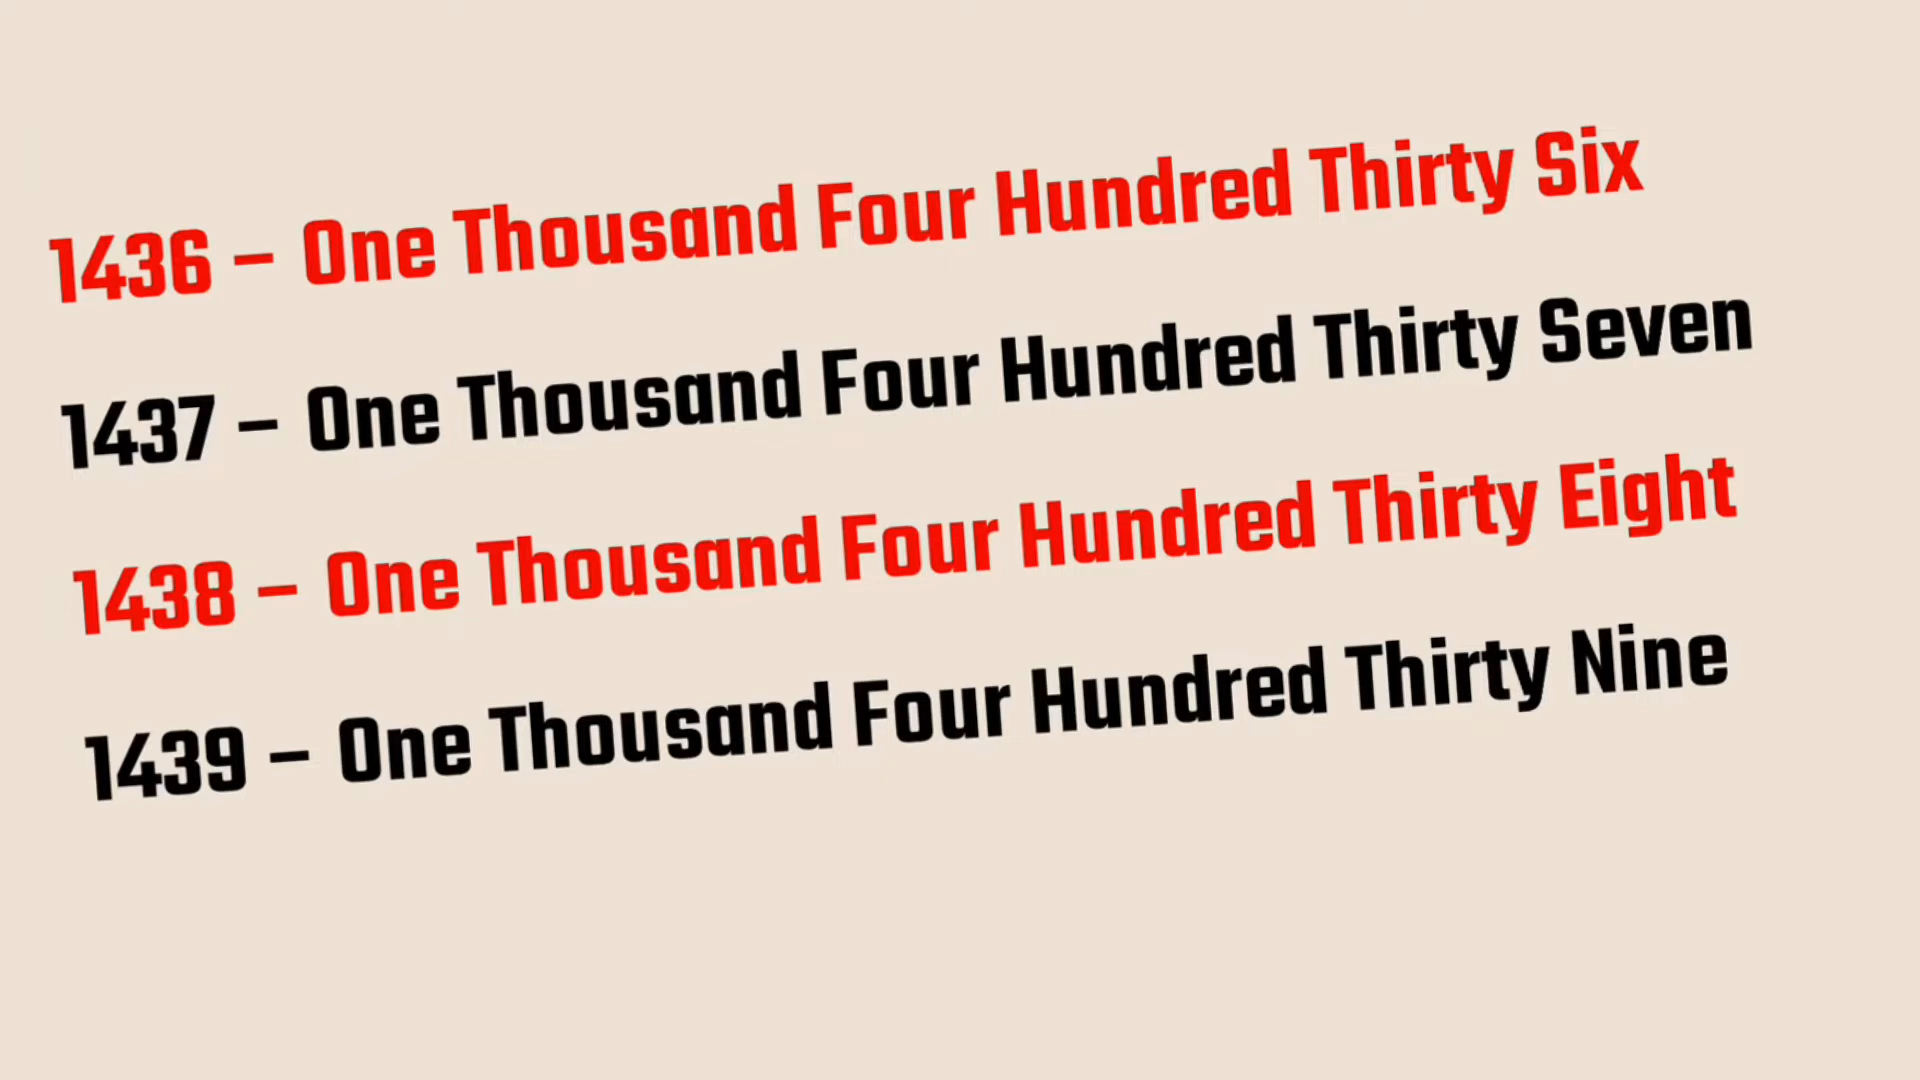 1436 – One Thousand Four Hundred Thirty Six
1437 – One Thousand Four Hundred Thirty Seven
1438 – One Thousand Four Hundred Thirty Eight
1439 – One Thousand Four Hundred Thirty Nine